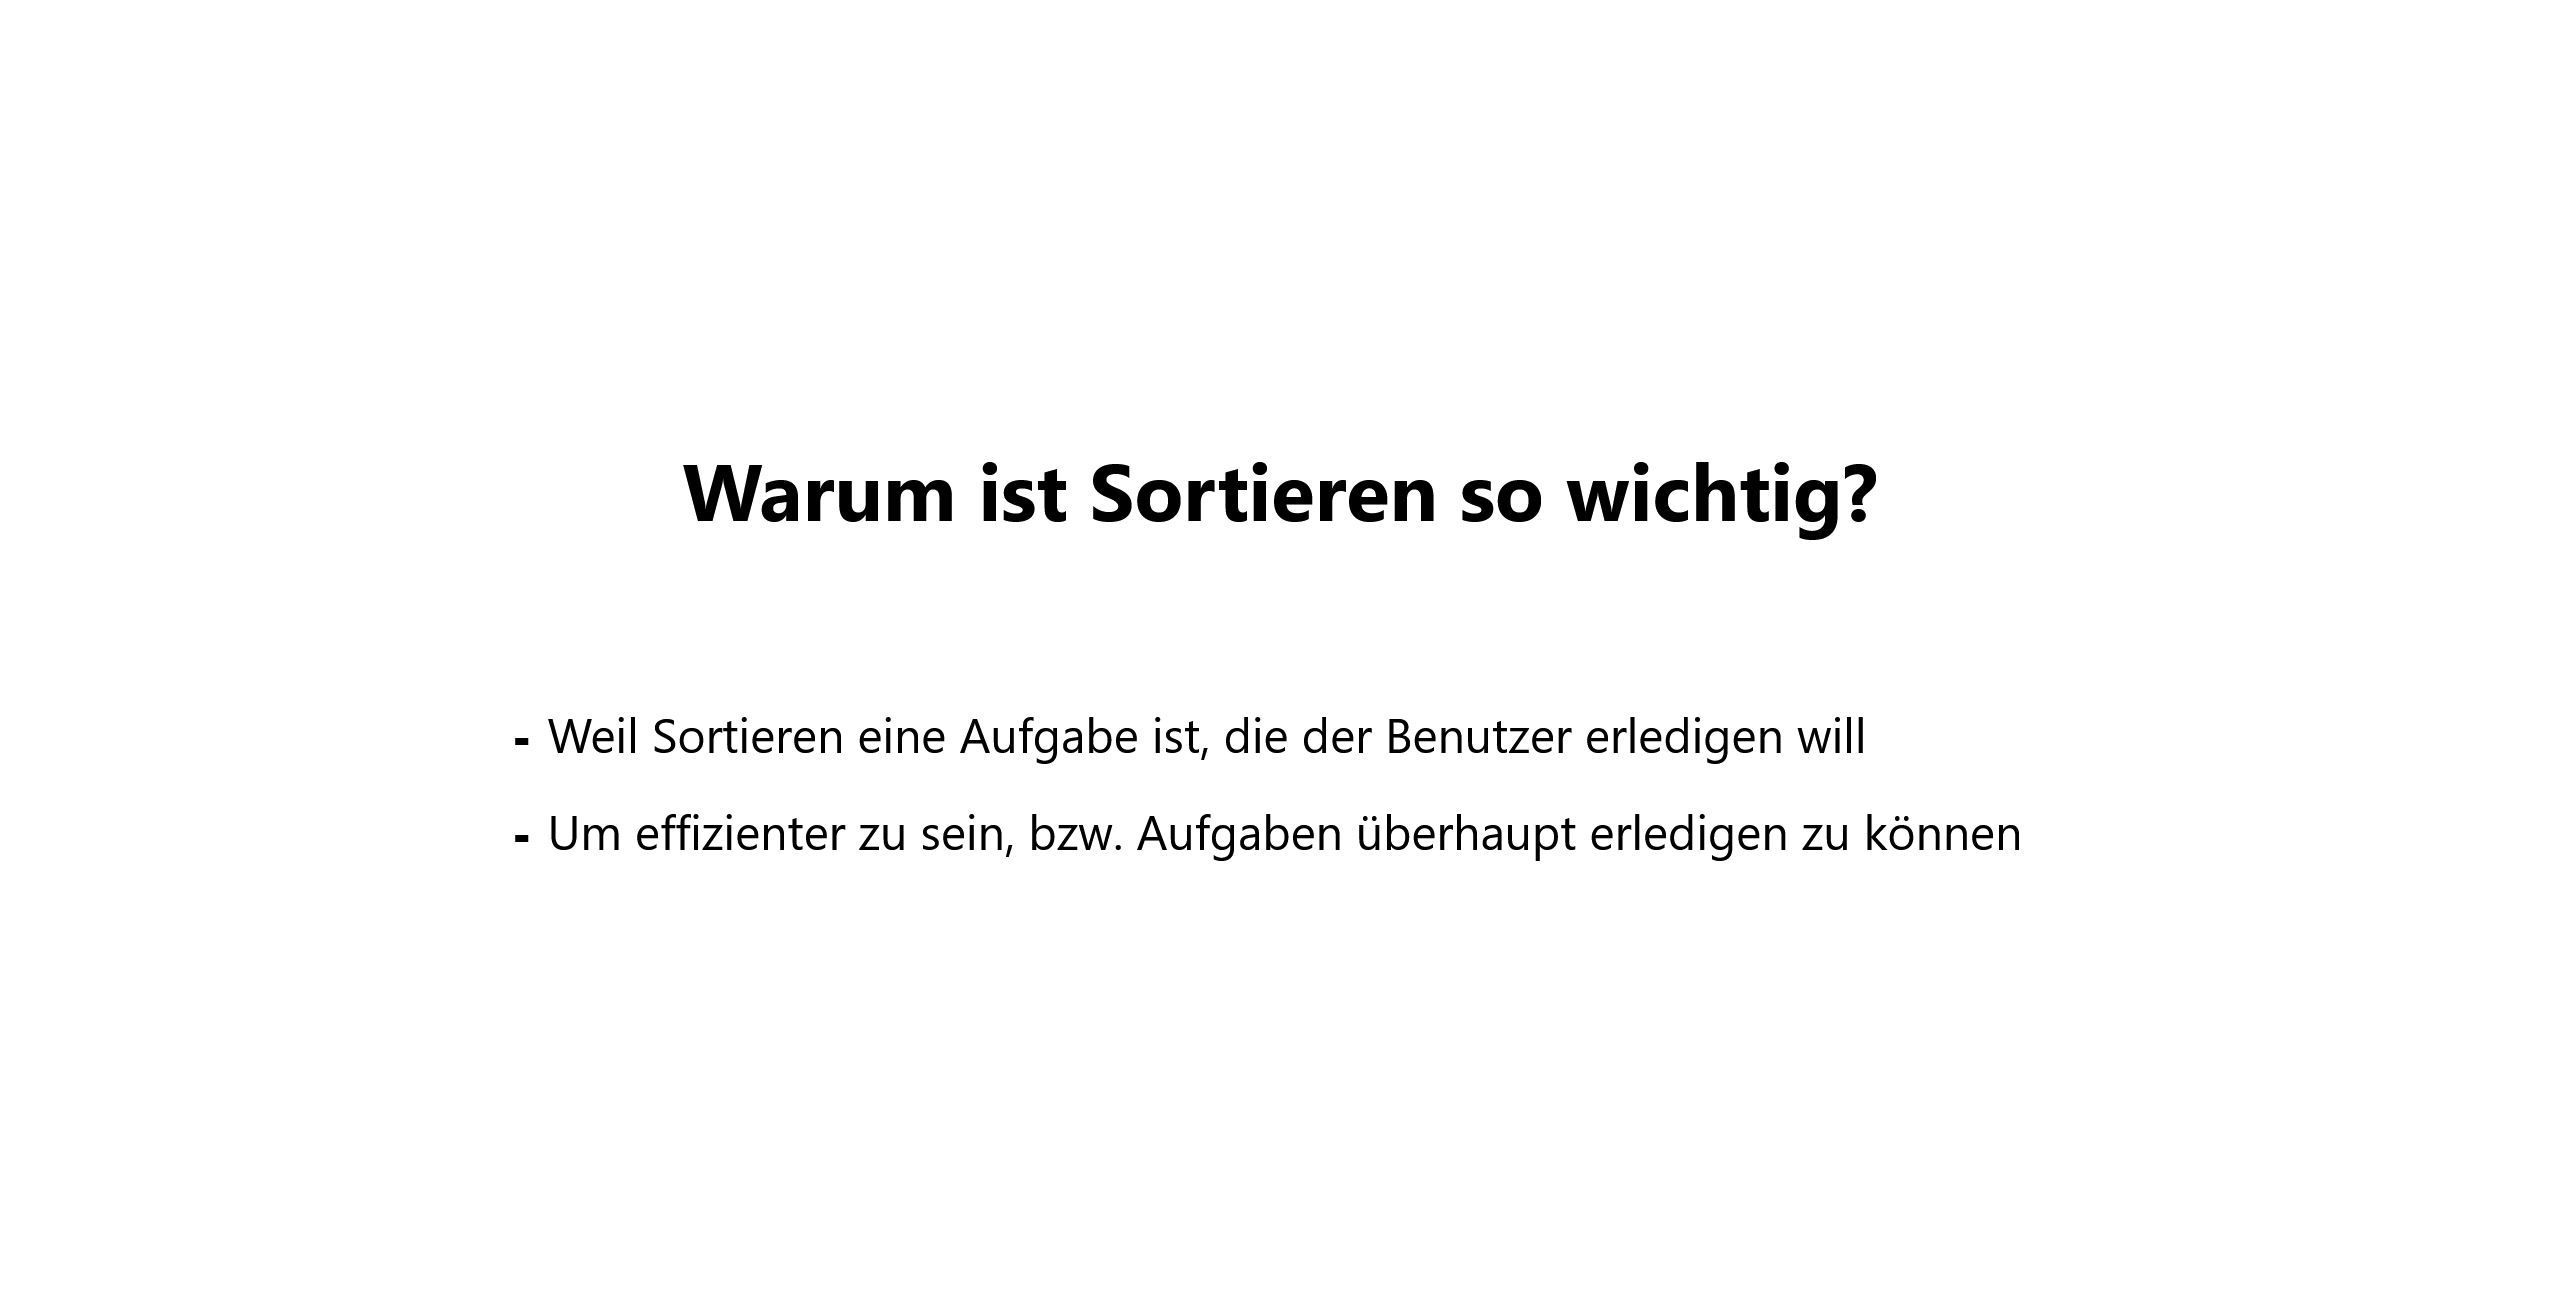 Warum ist Sortieren so wichtig?
- Weil Sortieren eine Aufgabe ist, die der Benutzer erledigen will
- Um effizienter zu sein, bzw. Aufgaben überhaupt erledigen zu können